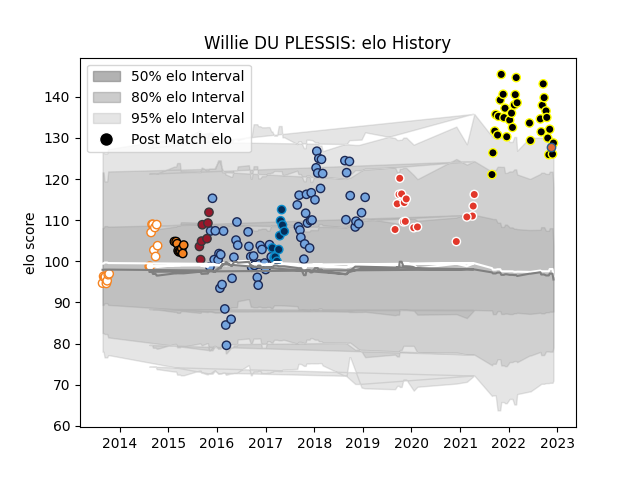 Willie DU PLESSIS: elo History
50% elo Interval
80% elo Interval
95% elo Interval
Post Match elo
elo score
140
130
120
110
100
90
80
70
60
2014 2015 2016 2017 2018 2019 2020 2021 2022 2023